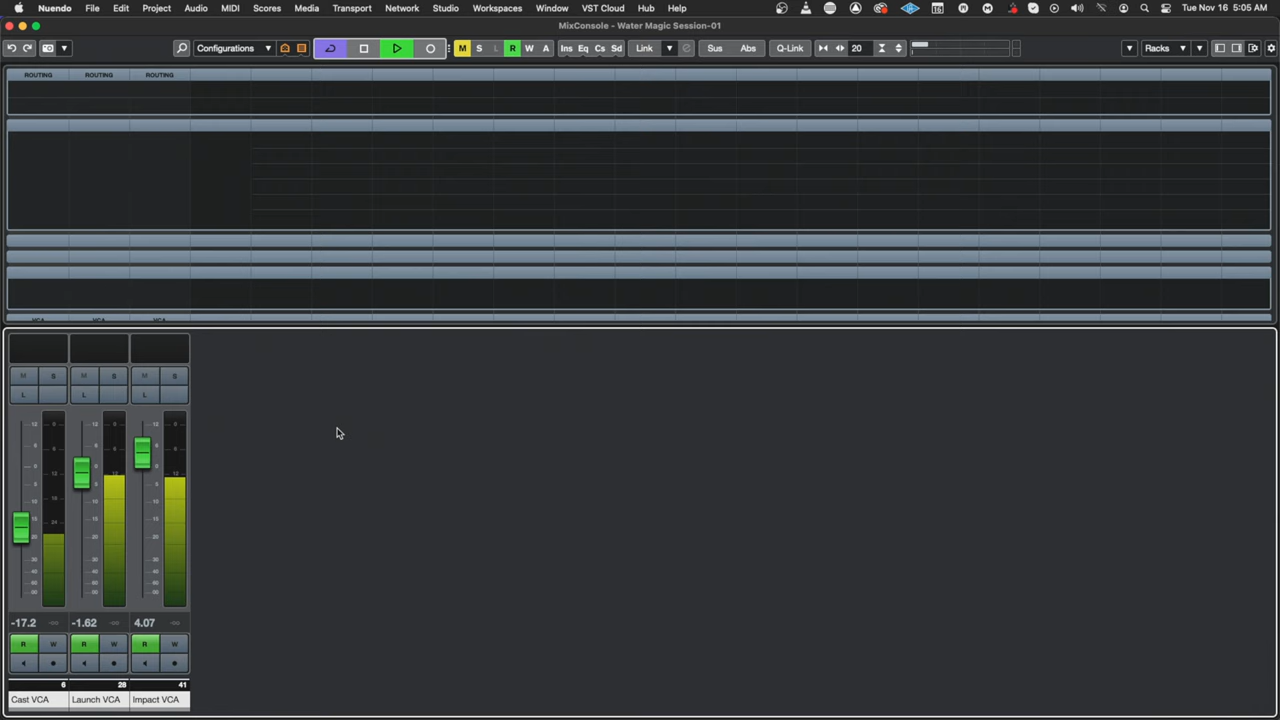 Nuendo File Edit Project Audio MIDI Scores Media Transport Network Studio Workspaces Window VST Cloud Hub Help Tue Nov 16 5:05 AM
MixConsole - Water Magic Session-01
Configurations M S L R W A Ins Eq Cs Sd Link Sus Abs Q-Link 20 Racks
ROUTING ROUTING ROUTING
VCA VCA VCA
M S M S M S
L L L
-17.2 -∞ -1.62 -∞ 4.07 -∞
R W R W R W
6 28 41
Cast VCA Launch VCA Impact VCA